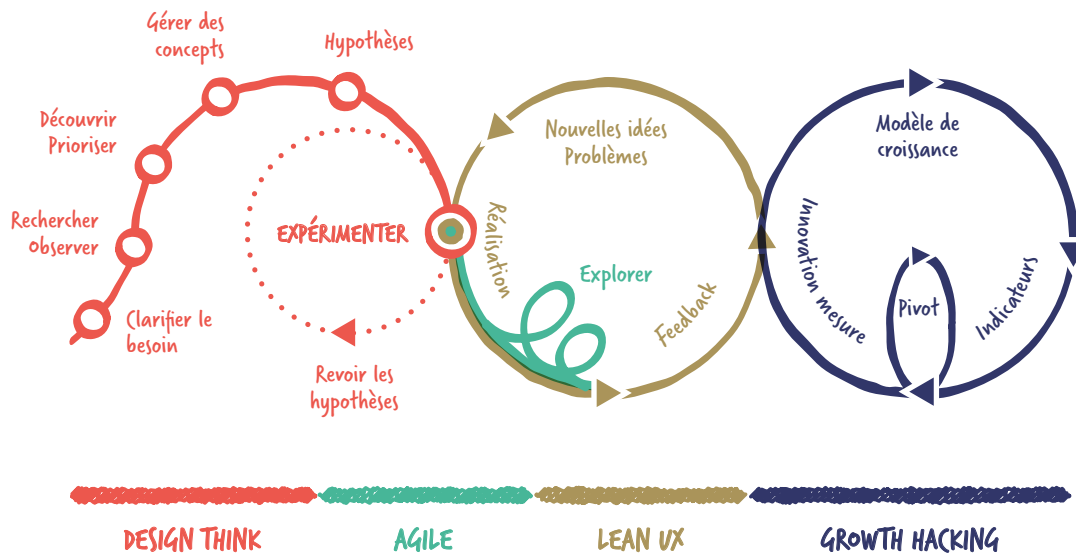 Gérer des
concepts
Hypothèses
Découvrir
Prioriser
Rechercher
Observer
Clarifier le
besoin
EXPÉRIMENTER
Revoir les
hypothèses
Nouvelles idées
Problèmes
Réalisation
Explorer
Feedback
Modèle de
croissance
Innovation mesure
Pivot
Indicateurs
DESIGN THINK
AGILE
LEAN UX
GROWTH HACKING